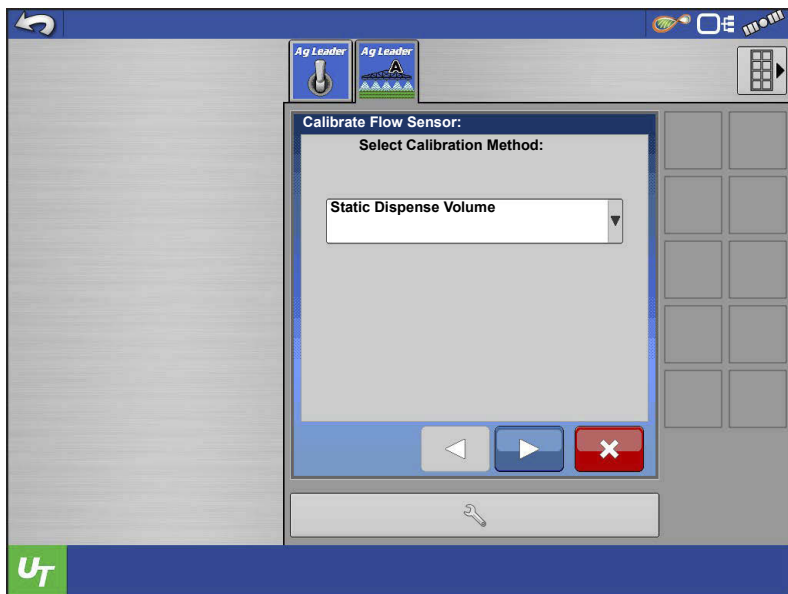 Ag Leader
Ag Leader
A
Calibrate Flow Sensor:
Select Calibration Method:
Static Dispense Volume
UT